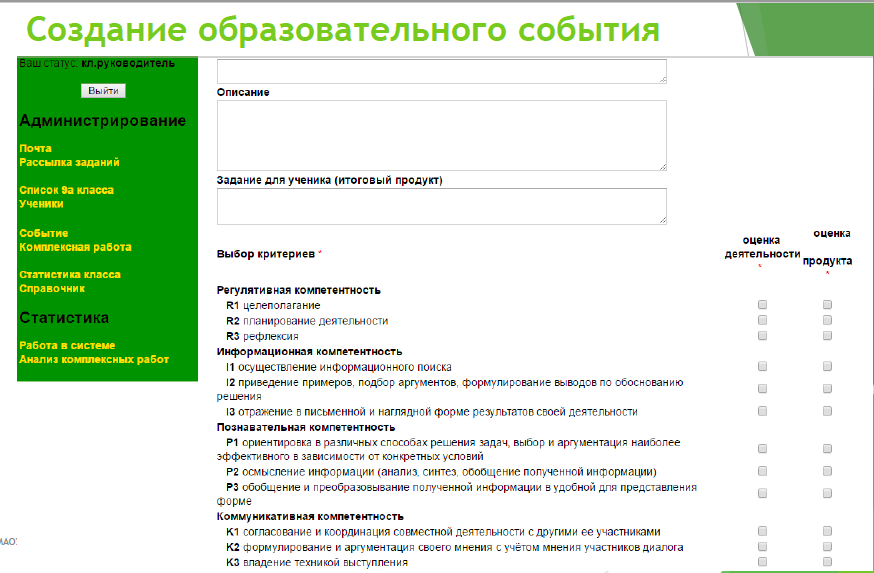 Создание образовательного события
Ваш статус: кл.руководитель
Выйти
Администрирование
Почта
Рассылка заданий
Список 9а класса
Ученики
Событие
Комплексная работа
Статистика класса
Справочник
Статистика
Работа в системе
Анализ комплексных работ
Описание
Задание для ученика (итоговый продукт)
Выбор критериев *
оценка
деятельности
*
оценка
продукта
*
Регулятивная компетентность
R1 целеполагание
R2 планирование деятельности
R3 рефлексия
Информационная компетентность
I1 осуществление информационного поиска
I2 приведение примеров, подбор аргументов, формулирование выводов по обоснованию
решения
I3 отражение в письменной и наглядной форме результатов своей деятельности
Познавательная компетентность
P1 ориентировка в различных способах решения задач, выбор и аргументация наиболее
эффективного в зависимости от конкретных условий
P2 осмысление информации (анализ, синтез, обобщение полученной информации)
P3 обобщение и преобразовывание полученной информации в удобной для представления
форме
Коммуникативная компетентность
K1 согласование и координация совместной деятельности с другими ее участниками
K2 формулирование и аргументация своего мнения с учётом мнения участников диалога
K3 владение техникой выступления